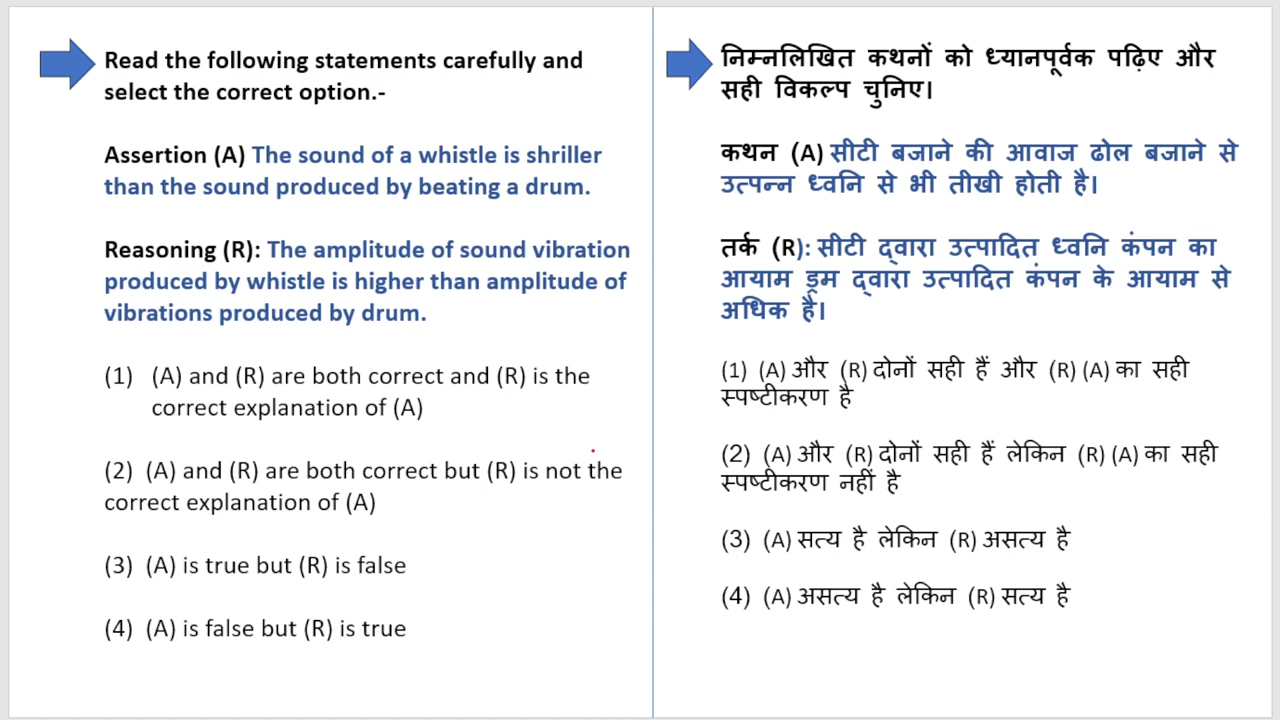 Read the following statements carefully and
select the correct option.-
Assertion (A) The sound of a whistle is shriller
than the sound produced by beating a drum.
Reasoning (R): The amplitude of sound vibration
produced by whistle is higher than amplitude of
vibrations produced by drum.
(1) (A) and (R) are both correct and (R) is the
correct explanation of (A)
(2) (A) and (R) are both correct but (R) is not the
correct explanation of (A)
(3) (A) is true but (R) is false
(4) (A) is false but (R) is true
निम्नलिखित कथनों को ध्यानपूर्वक पढ़िए और
सही विकल्प चुनिए।
कथन (A) सीटी बजाने की आवाज ढोल बजाने से
उत्पन्न ध्वनि से भी तीखी होती है।
तर्क (R): सीटी द्वारा उत्पादित ध्वनि कंपन का
आयाम ड्रम द्वारा उत्पादित कंपन के आयाम से
अधिक है।
(1) (A) और (R) दोनों सही हैं और (R) (A) का सही
स्पष्टीकरण है
(2) (A) और (R) दोनों सही हैं लेकिन (R) (A) का सही
स्पष्टीकरण नहीं है
(3) (A) सत्य है लेकिन (R) असत्य है
(4) (A) असत्य है लेकिन (R) सत्य है